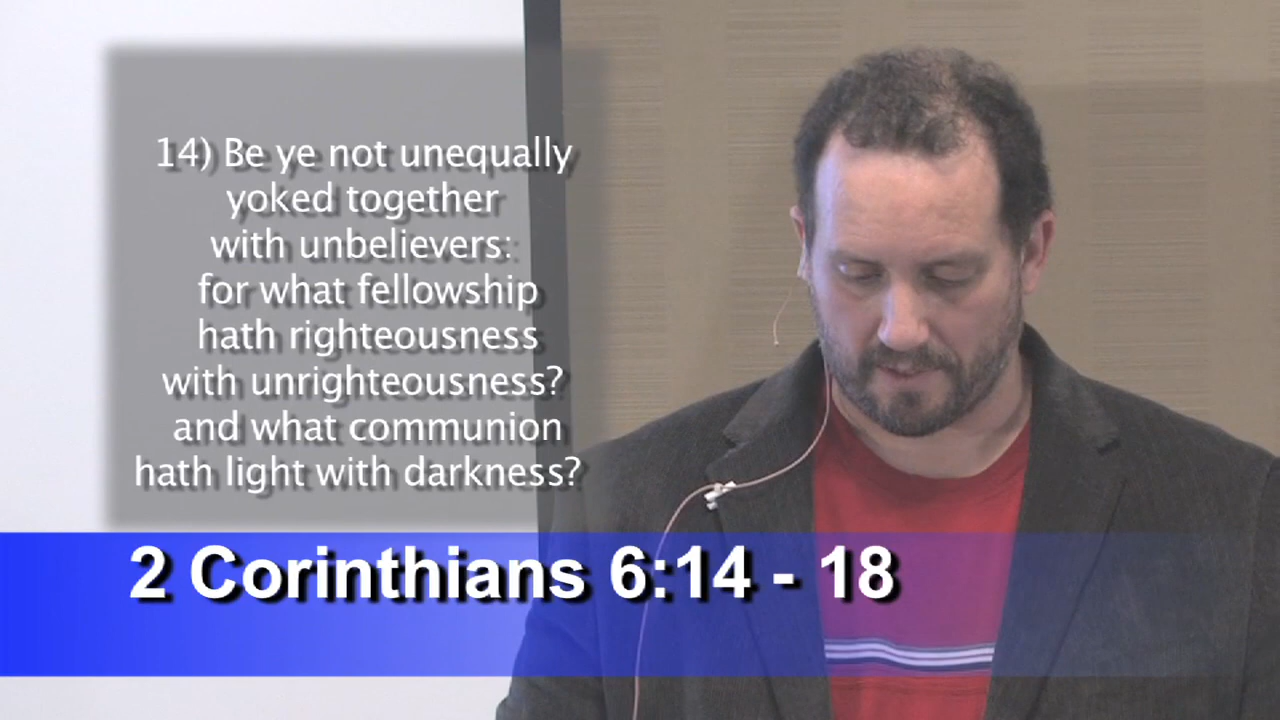 14) Be ye not unequally
yoked together
with unbelievers:
for what fellowship
hath righteousness
with unrighteousness?
and what communion
hath light with darkness?
2 Corinthians 6:14 - 18